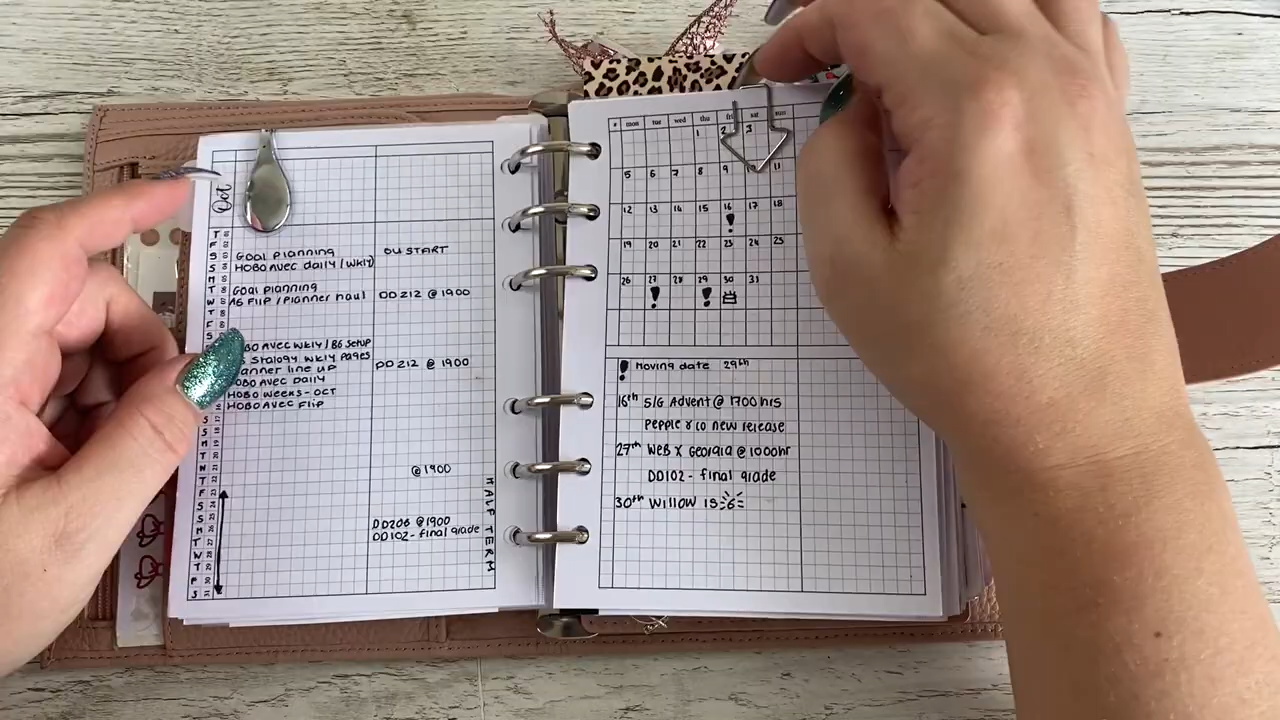 Oct
GOAL PLANNING OU START
HOBO AVEC daily / WKLY
GOAL PLANNING
A6 FLIP / PLANNER HAUL DD212 @ 1900
HOBO AVEC WKLY / B6 SETUP
STALOGY WKLY PAGES
PLANNER LINE UP DD212 @ 1900
HOBO AVEC DAILY
HOBO WEEKS - OCT
HOBO AVEC FLIP
@ 1900
DD206 @ 1900
DD102 - final grade
HALF TERM
# mon tue wed thu fri sat sun
1 2 3
5 6 7 8 9 11
12 13 14 15 16 17 18
19 20 21 22 23 24 25
26 27 28 29 30 31
! ! !
! Moving date 29th
16th S/G Advent @ 1700 hrs
Pepple & co new release
27th WEB X Georgia @ 1000hr
DD102 - final grade
30th Willow is 6